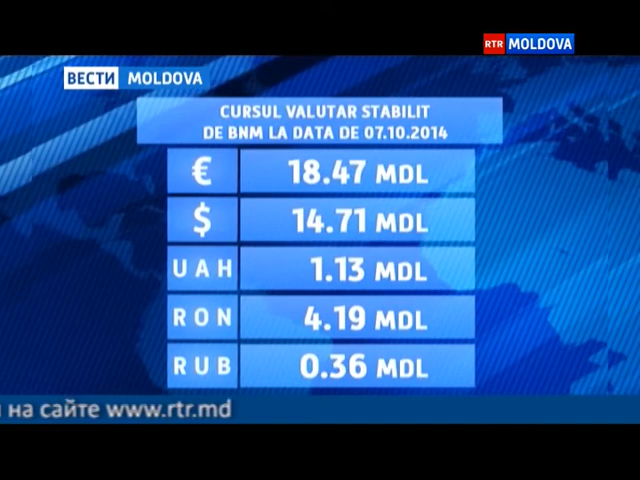 RTR MOLDOVA
ВЕСТИ MOLDOVA
CURSUL VALUTAR STABILIT
DE BNM LA DATA DE 07.10.2014
€ 18.47 MDL
$ 14.71 MDL
UAH 1.13 MDL
RON 4.19 MDL
RUB 0.36 MDL
на сайте www.rtr.md